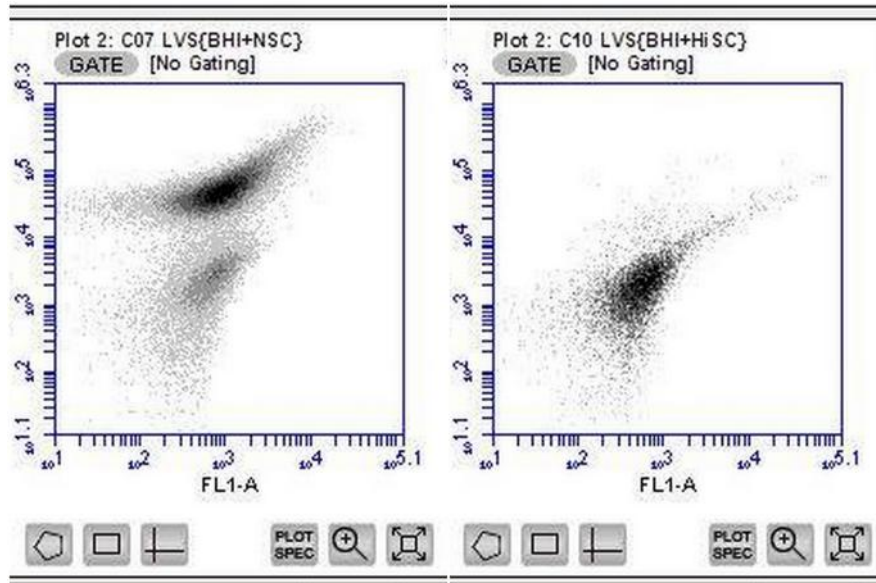 Plot 2: C07 LVS{BHI+NSC}
GATE [No Gating]
10^6.3
10^5
10^4
10^3
10^2
10^1.1
10^1 10^2 10^3 10^4 10^5.1
FL1-A
PLOT
SPEC
Plot 2: C10 LVS{BHI+HiSC}
GATE [No Gating]
10^6.3
10^5
10^4
10^3
10^2
10^1.1
10^1 10^2 10^3 10^4 10^5.1
FL1-A
PLOT
SPEC